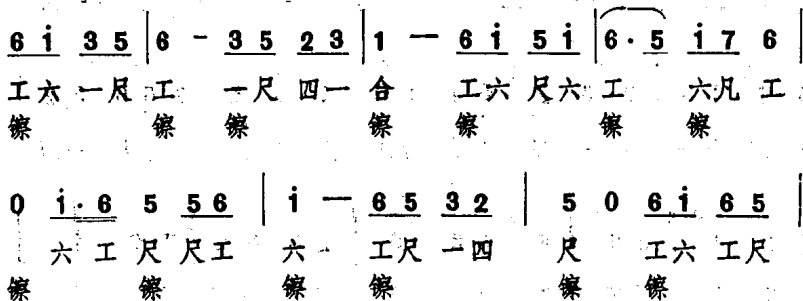 6 i̇ 3 5 | 6 - 3 5 2 3 | 1 — 6 i̇ 5 i̇ | 6 · 5 i̇ 7 6 |
工六 一尺 工 一尺 四一 合 工六 尺六 工 六凡 工
镲 镲 镲 镲 镲 镲 镲
0 i̇ · 6 5 5 6 | i̇ — 6 5 3 2 | 5 0 6 i̇ 6 5 |
六 工 尺 尺工 六 工尺 一四 尺 工六 工尺
镲 镲 镲 镲 镲 镲